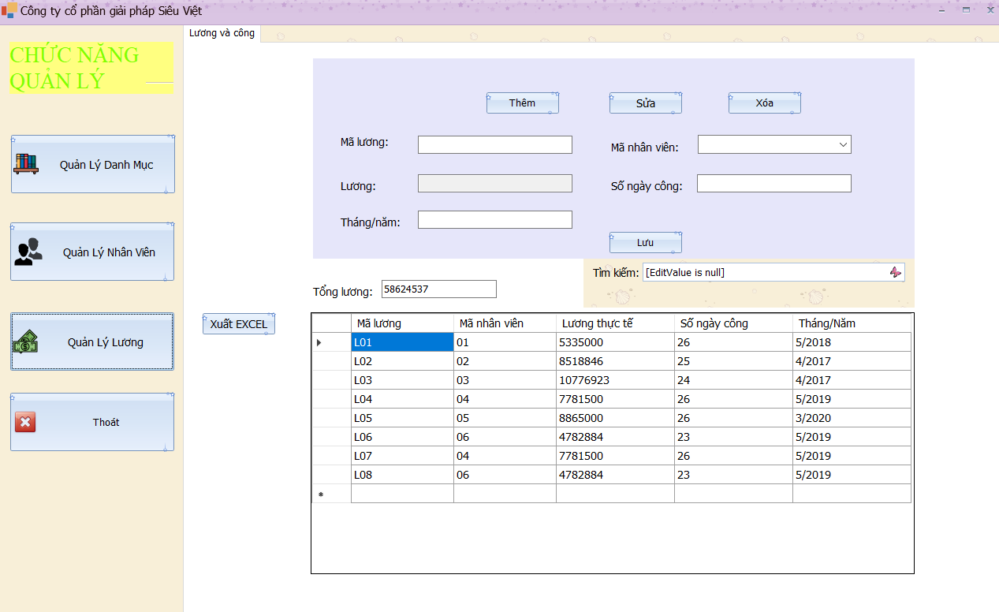 Công ty cổ phần giải pháp Siêu Việt
Lương và công
CHỨC NĂNG
QUẢN LÝ
Quản Lý Danh Mục
Quản Lý Nhân Viên
Quản Lý Lương
Thoát
Thêm Sửa Xóa
Mã lương: Mã nhân viên:
Lương: Số ngày công:
Tháng/năm:
Lưu
Tìm kiếm: [EditValue is null]
Tổng lương: 58624537
Xuất EXCEL
Mã lương Mã nhân viên Lương thực tế Số ngày công Tháng/Năm
L01 01 5335000 26 5/2018
L02 02 8518846 25 4/2017
L03 03 10776923 24 4/2017
L04 04 7781500 26 5/2019
L05 05 8865000 26 3/2020
L06 06 4782884 23 5/2019
L07 04 7781500 26 5/2019
L08 06 4782884 23 5/2019